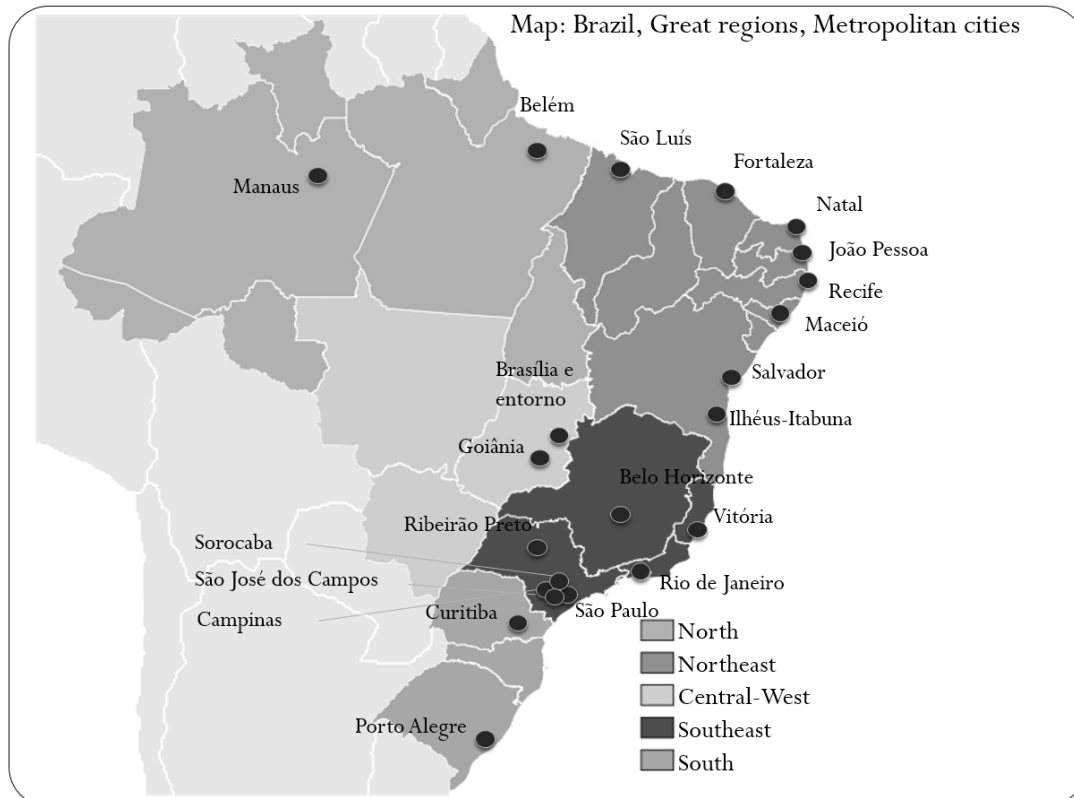 Map: Brazil, Great regions, Metropolitan cities
Belém
São Luís
Fortaleza
Manaus
Natal
João Pessoa
Recife
Maceió
Brasília e
entorno
Salvador
Ilhéus-Itabuna
Goiânia
Belo Horizonte
Ribeirão Preto
Vitória
Sorocaba
São José dos Campos
Rio de Janeiro
Campinas
Curitiba
São Paulo
North
Northeast
Central-West
Porto Alegre
Southeast
South